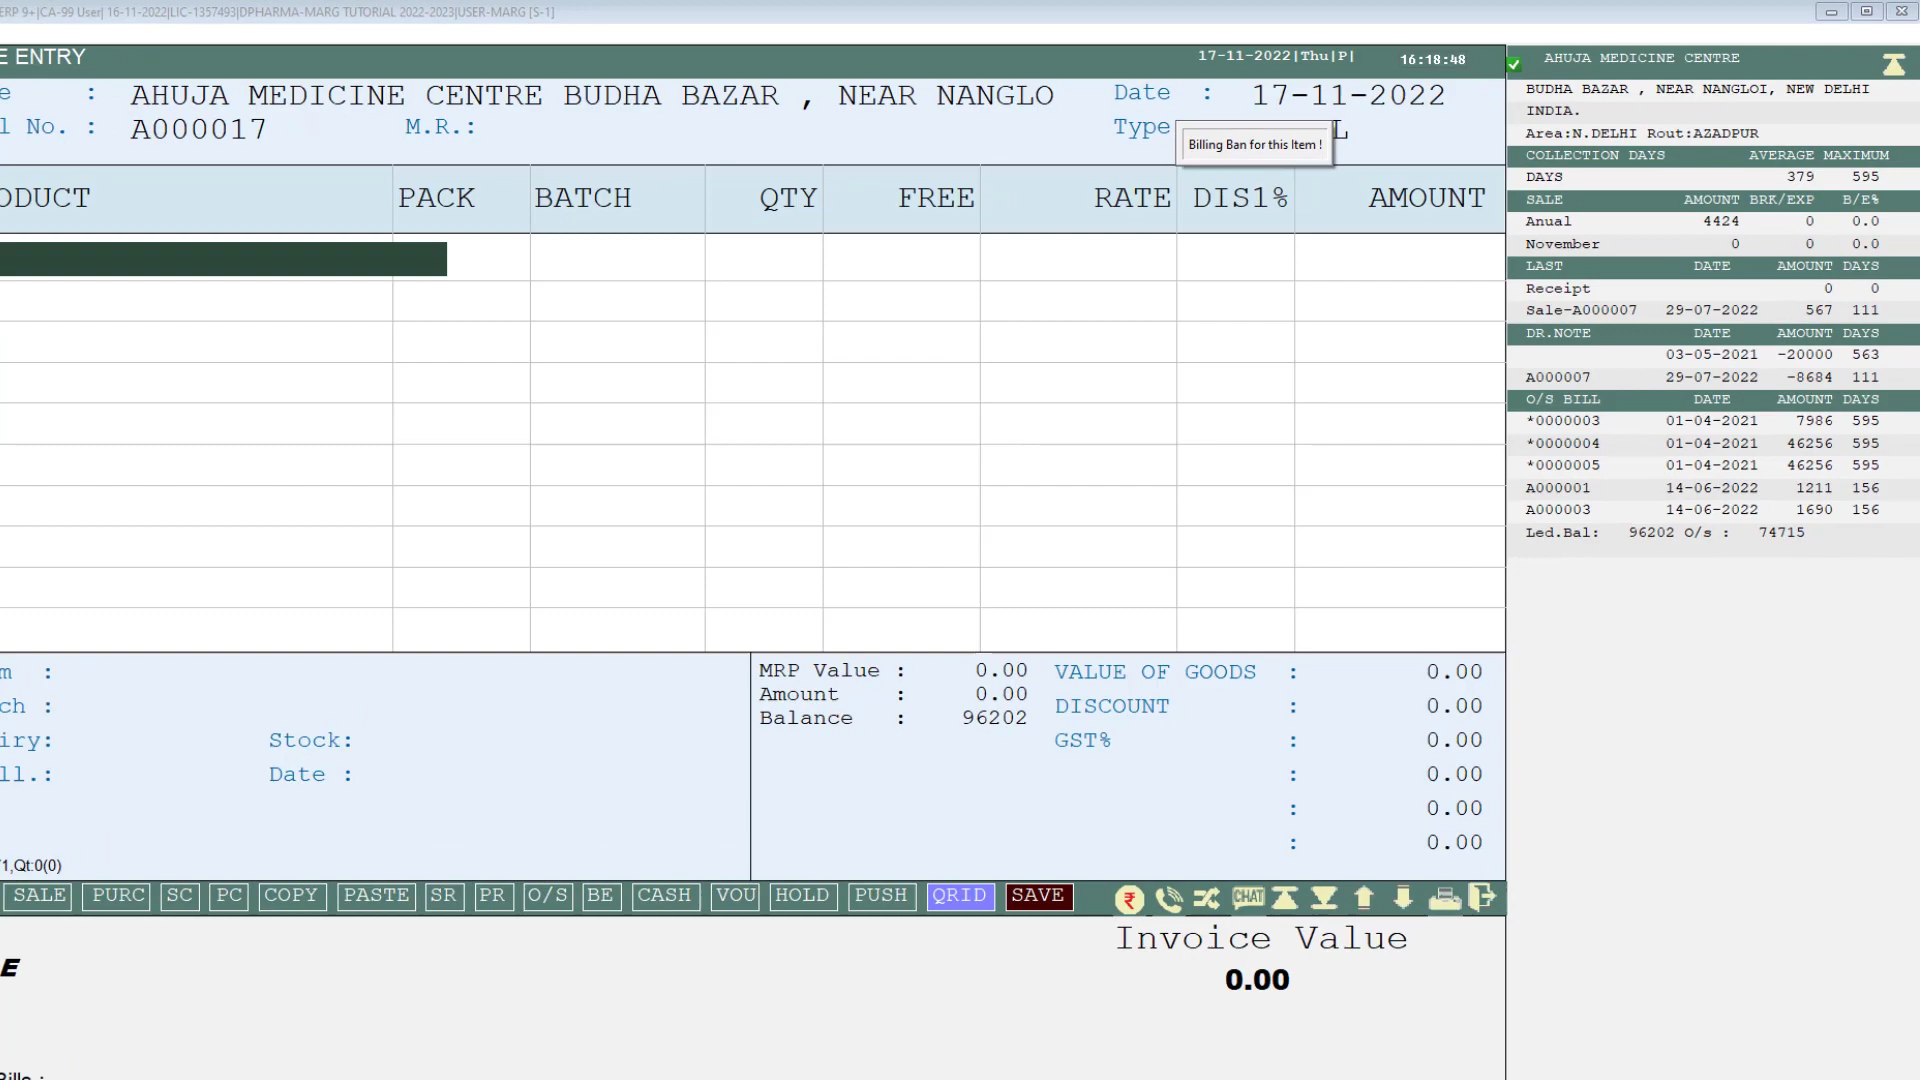 ERP 9+|CA-99 User| 16-11-2022|LIC-1357493|DPHARMA-MARG TUTORIAL 2022-2023|USER-MARG [S-1]
E ENTRY 17-11-2022|Thu|P| 16:18:48
e : AHUJA MEDICINE CENTRE BUDHA BAZAR , NEAR NANGLO Date : 17-11-2022
l No. : A000017 M.R.: Type L
Billing Ban for this Item !
ODUCT PACK BATCH QTY FREE RATE DIS1% AMOUNT
m :
ch :
iry: Stock:
ll.: Date :
1,Qt:0(0)
MRP Value : 0.00
Amount : 0.00
Balance : 96202
VALUE OF GOODS : 0.00
DISCOUNT : 0.00
GST% : 0.00
: 0.00
: 0.00
: 0.00
SALE PURC SC PC COPY PASTE SR PR O/S BE CASH VOU HOLD PUSH QRID SAVE ₹ CHAT
Invoice Value
0.00
E
Bills :
AHUJA MEDICINE CENTRE
BUDHA BAZAR , NEAR NANGLOI, NEW DELHI
INDIA.
Area:N.DELHI Rout:AZADPUR
COLLECTION DAYS AVERAGE MAXIMUM
DAYS 379 595
SALE AMOUNT BRK/EXP B/E%
Anual 4424 0 0.0
November 0 0 0.0
LAST DATE AMOUNT DAYS
Receipt 0 0
Sale-A000007 29-07-2022 567 111
DR.NOTE DATE AMOUNT DAYS
03-05-2021 -20000 563
A000007 29-07-2022 -8684 111
O/S BILL DATE AMOUNT DAYS
*0000003 01-04-2021 7986 595
*0000004 01-04-2021 46256 595
*0000005 01-04-2021 46256 595
A000001 14-06-2022 1211 156
A000003 14-06-2022 1690 156
Led.Bal: 96202 O/s : 74715